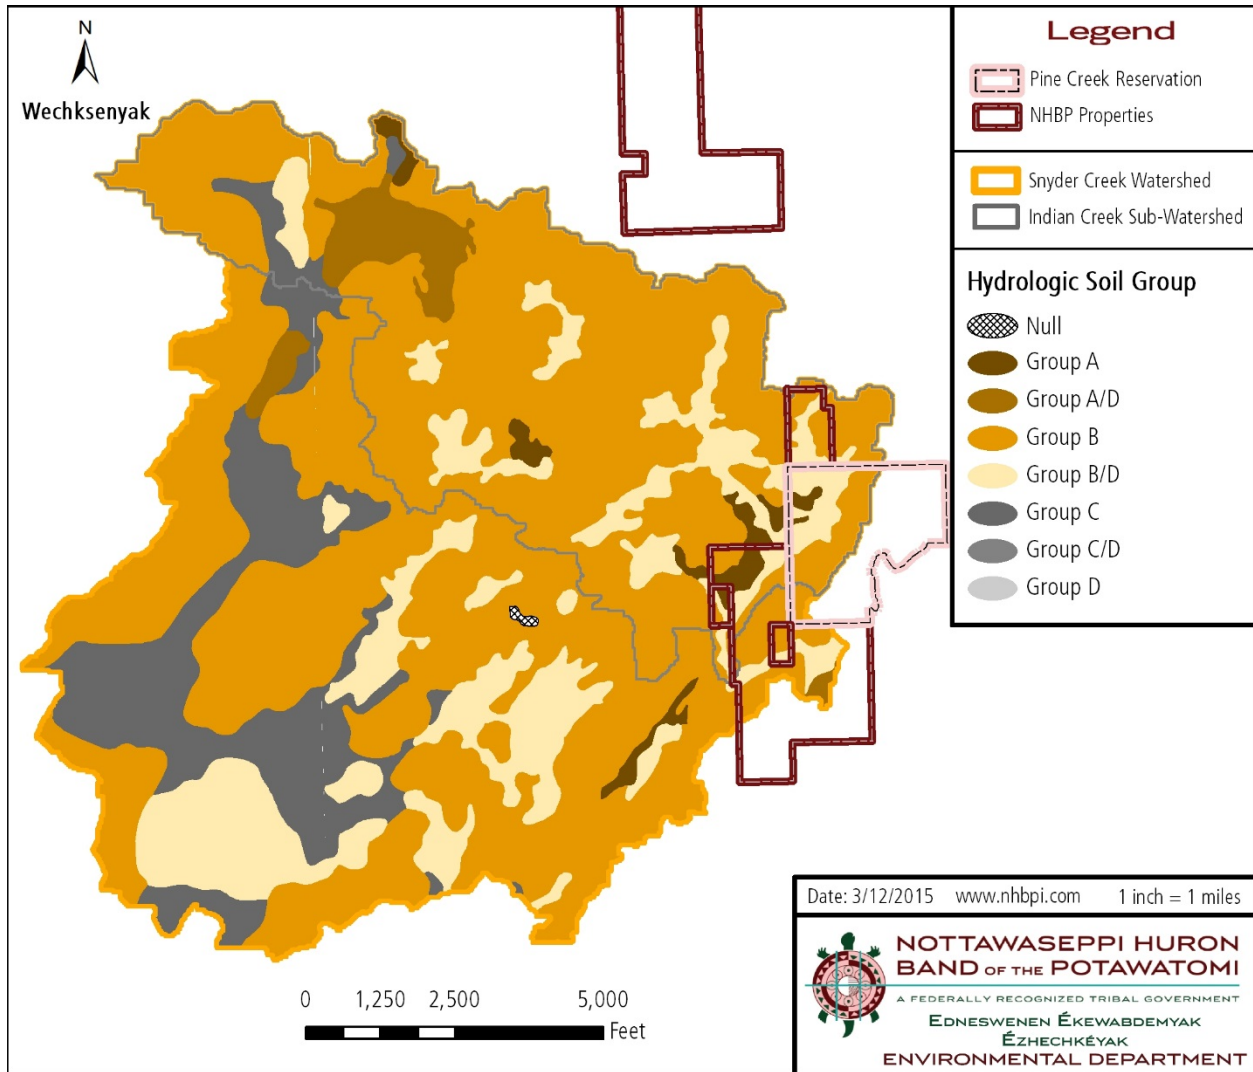 N
Wechksenyak
Legend
Pine Creek Reservation
NHBP Properties
Snyder Creek Watershed
Indian Creek Sub-Watershed
Hydrologic Soil Group
Null
Group A
Group A/D
Group B
Group B/D
Group C
Group C/D
Group D
0 1,250 2,500 5,000
Feet
Date: 3/12/2015 www.nhbpi.com 1 inch = 1 miles
NOTTAWASEPPI HURON
BAND OF THE POTAWATOMI
A FEDERALLY RECOGNIZED TRIBAL GOVERNMENT
EDNESWENEN ÉKEWABDEMYAK
ÉZHECHKÉYAK
ENVIRONMENTAL DEPARTMENT